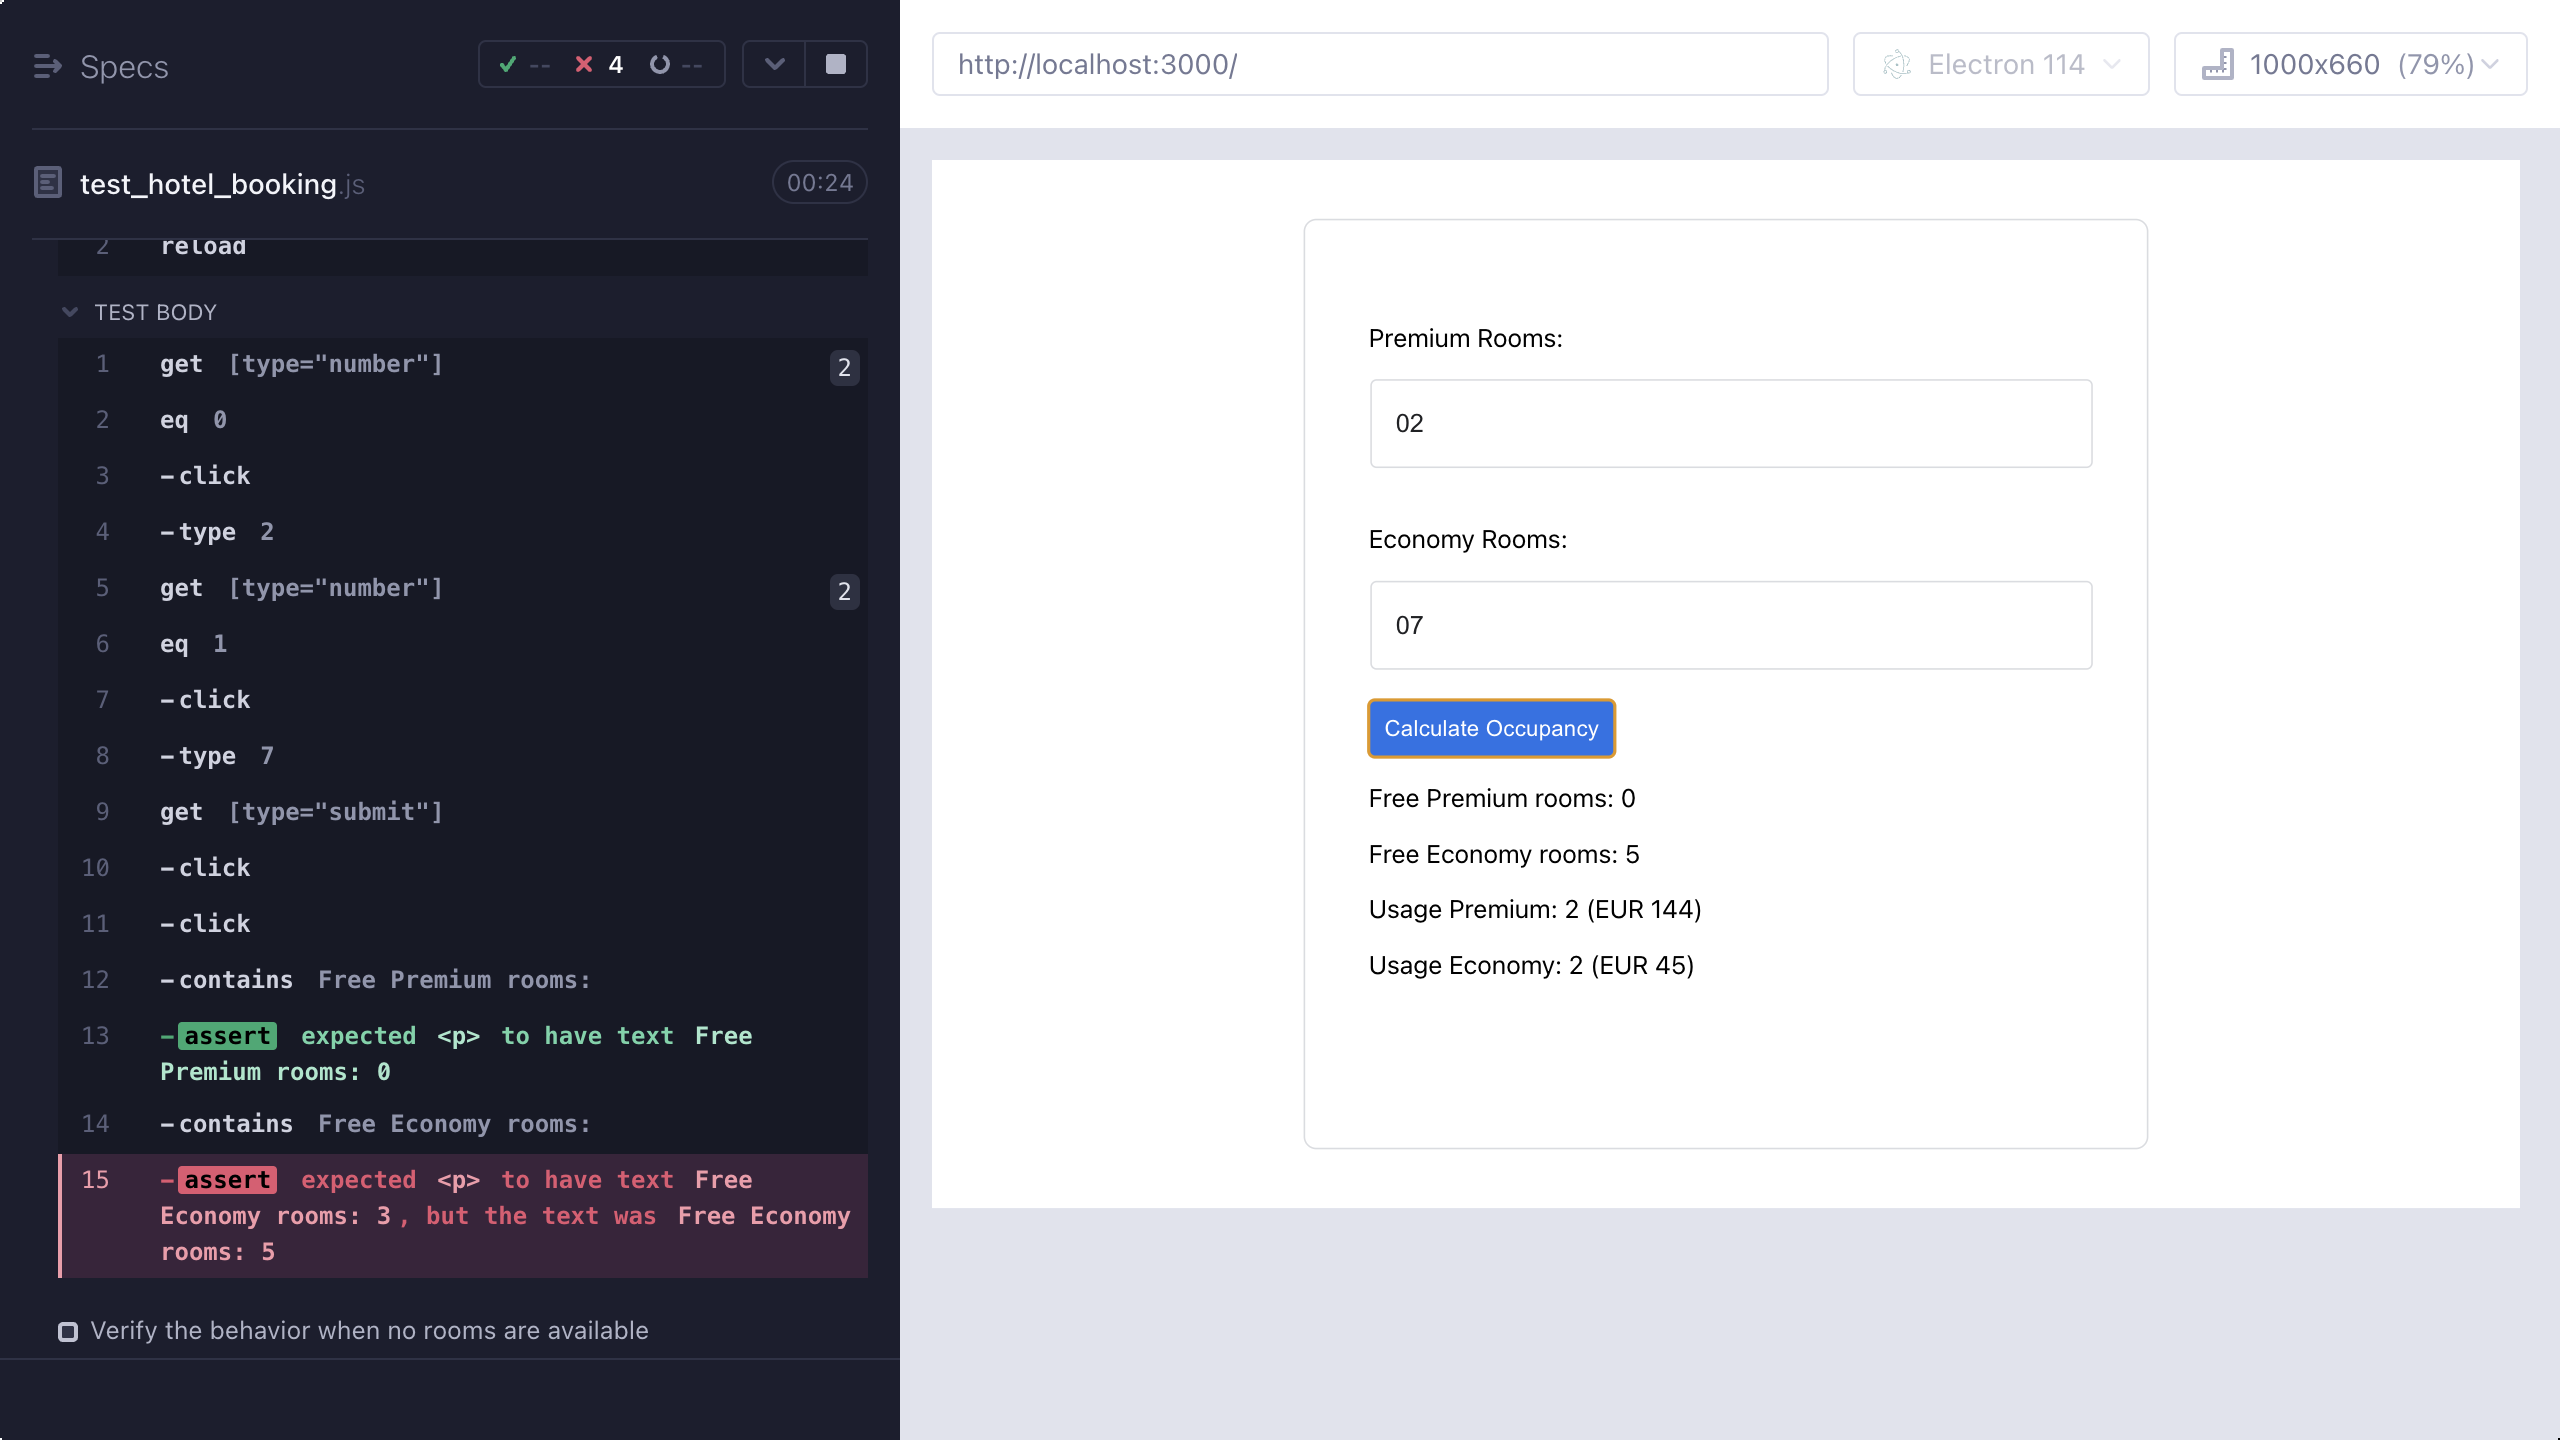 Specs
-- 4 --
test_hotel_booking.js
00:24
2 reload
TEST BODY
1 get [type="number"] 2
2 eq 0
3 -click
4 -type 2
5 get [type="number"] 2
6 eq 1
7 -click
8 -type 7
9 get [type="submit"]
10 -click
11 -click
12 -contains Free Premium rooms:
13 -assert expected <p> to have text Free
Premium rooms: 0
14 -contains Free Economy rooms:
15 -assert expected <p> to have text Free
Economy rooms: 3, but the text was Free Economy
rooms: 5
Verify the behavior when no rooms are available
http://localhost:3000/
Electron 114
1000x660 (79%)
Premium Rooms:
02
Economy Rooms:
07
Calculate Occupancy
Free Premium rooms: 0
Free Economy rooms: 5
Usage Premium: 2 (EUR 144)
Usage Economy: 2 (EUR 45)